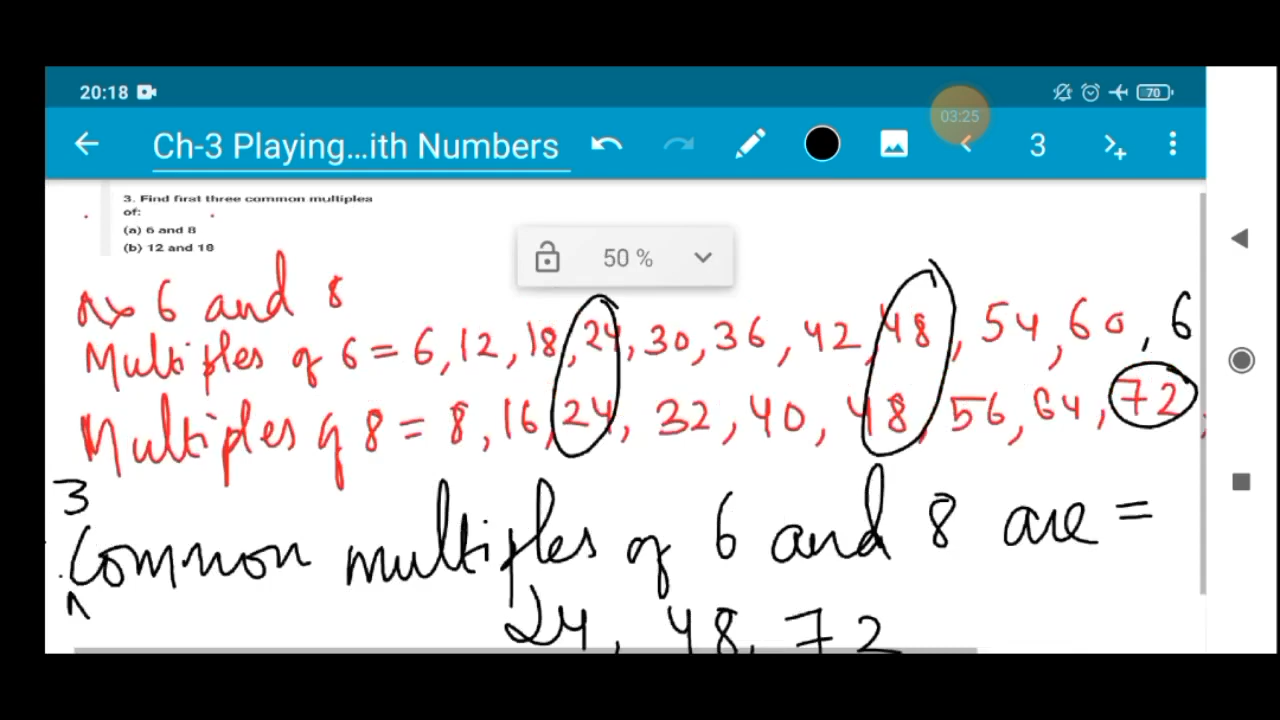 20:18 70
03:25
Ch-3 Playing...ith Numbers 3
3. Find first three common multiples
of:
(a) 6 and 8
(b) 12 and 18
50 %
a> 6 and 8
Multiples of 6 = 6, 12, 18, 24, 30, 36, 42, 48, 54, 60, 6
Multiples of 8 = 8, 16, 24, 32, 40, 48, 56, 64, 72,
3
Common multiples of 6 and 8 are =
24, 48, 72